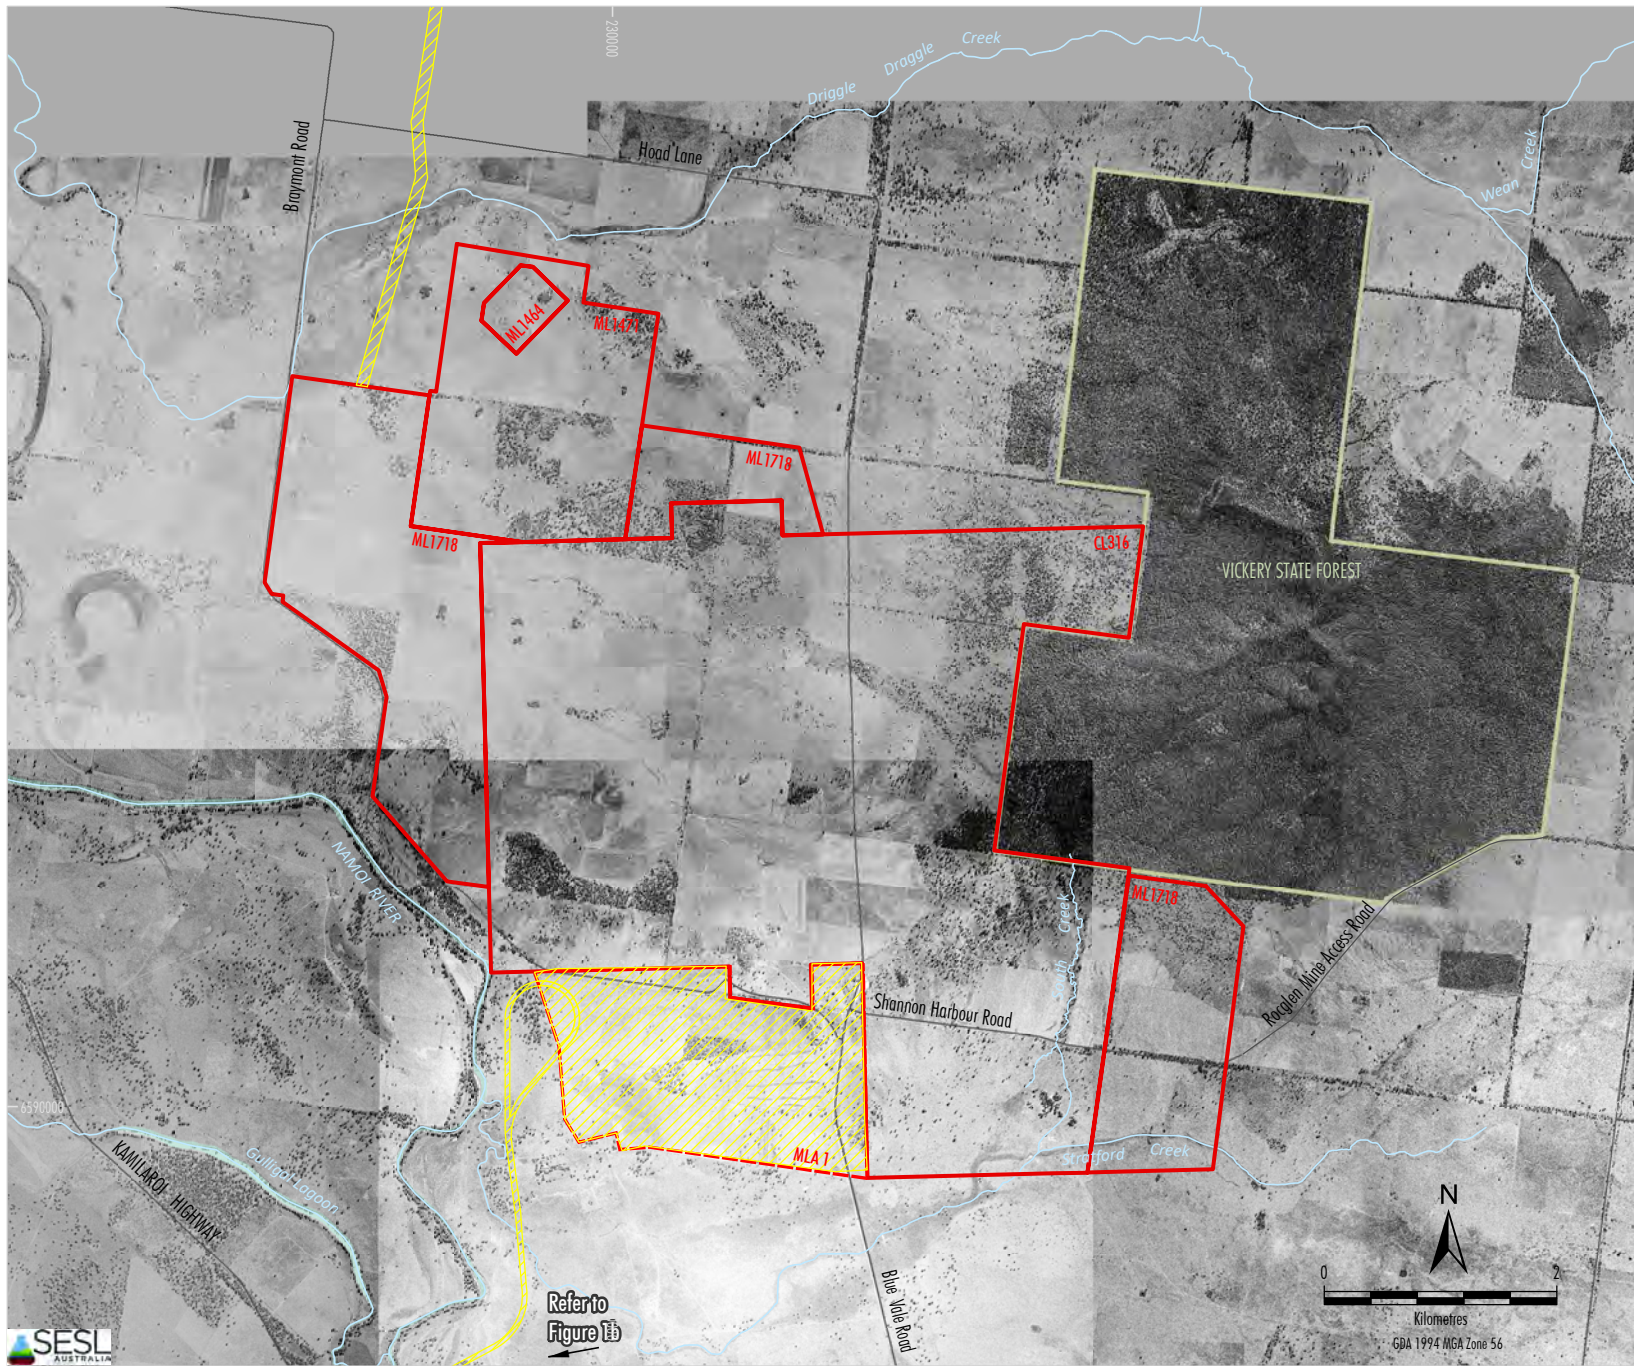 230000
Driggle
Draggle
Creek
Braymont Road
Hoad Lane
Wean Creek
ML1464
ML1471
ML1718
ML1718
CL316
VICKERY STATE FOREST
NAMOI RIVER
ML1718
South Creek
Rocglen Mine Access Road
Shannon Harbour Road
6390000
KAMILAROI HIGHWAY
Gulligal Lagoon
MLA 1
Stratford Creek
Blue Vale Road
Refer to
Figure 1b
N
0 2
Kilometres
GDA 1994 MGA Zone 56
SESL
AUSTRALIA